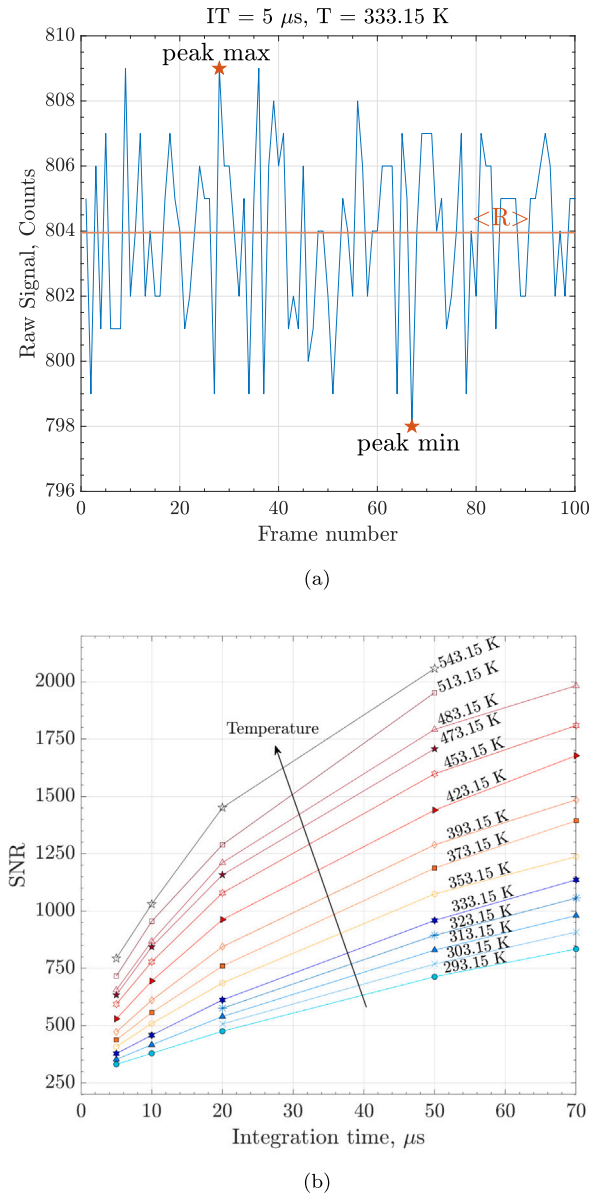 IT = 5 μs, T = 333.15 K
810
peak max
808
806
804
<R>
802
800
798
peak min
796
Raw Signal, Counts
0 20 40 60 80 100
Frame number
(a)
543.15 K
513.15 K
483.15 K
473.15 K
453.15 K
423.15 K
393.15 K
373.15 K
353.15 K
333.15 K
323.15 K
313.15 K
303.15 K
293.15 K
Temperature
2000
1750
1500
1250
1000
750
500
250
SNR
0 10 20 30 40 50 60 70
Integration time, μs
(b)